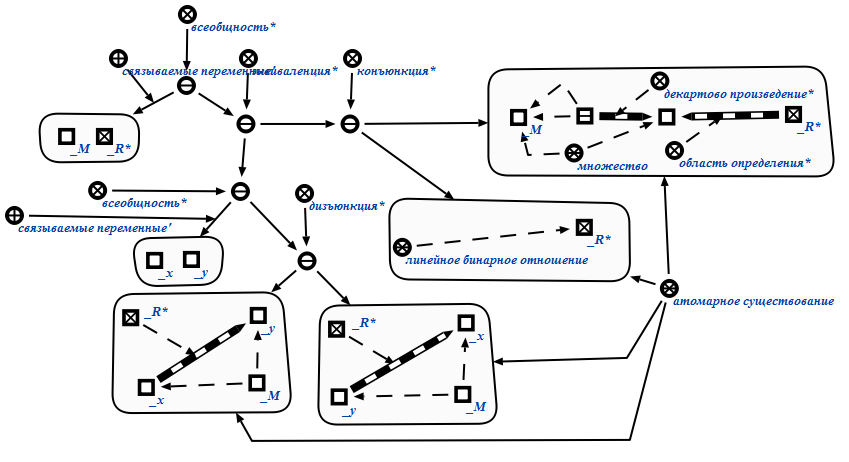 всеобщность*
связываемые переменные'
эквиваленция*
конъюнкция*
_M
_R*
декартово произведение*
_M
_R*
множество
область определения*
всеобщность*
связываемые переменные'
дизъюнкция*
_x
_y
_R*
линейное бинарное отношение
атомарное существование
_R*
_y
_x
_M
_R*
_x
_y
_M